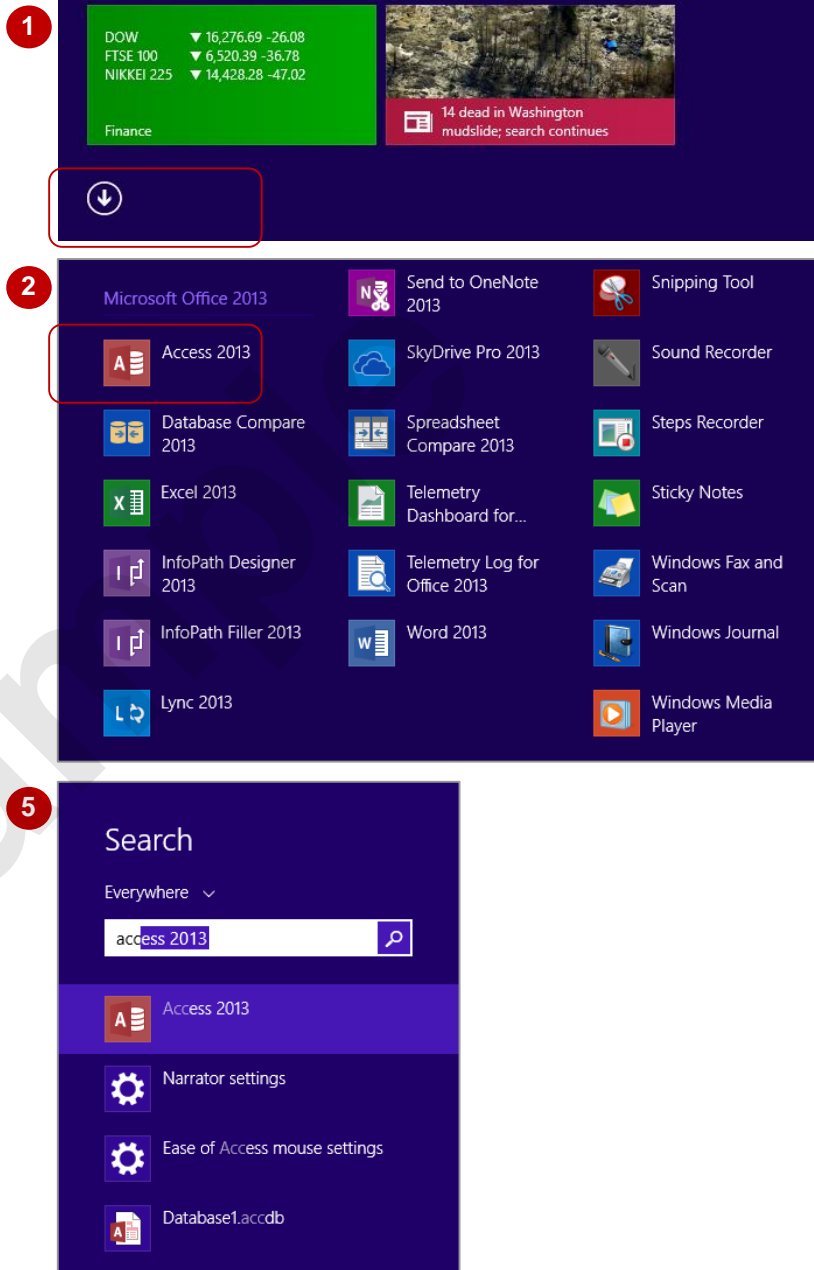 1
DOW ▼ 16,276.69 -26.08
FTSE 100 ▼ 6,520.39 -36.78
NIKKEI 225 ▼ 14,428.28 -47.02
Finance
14 dead in Washington
mudslide; search continues
2
Microsoft Office 2013
Access 2013
Database Compare
2013
Excel 2013
InfoPath Designer
2013
InfoPath Filler 2013
Lync 2013
Send to OneNote
2013
SkyDrive Pro 2013
Spreadsheet
Compare 2013
Telemetry
Dashboard for...
Telemetry Log for
Office 2013
Word 2013
Snipping Tool
Sound Recorder
Steps Recorder
Sticky Notes
Windows Fax and
Scan
Windows Journal
Windows Media
Player
5
Search
Everywhere
access 2013
Access 2013
Narrator settings
Ease of Access mouse settings
Database1.accdb